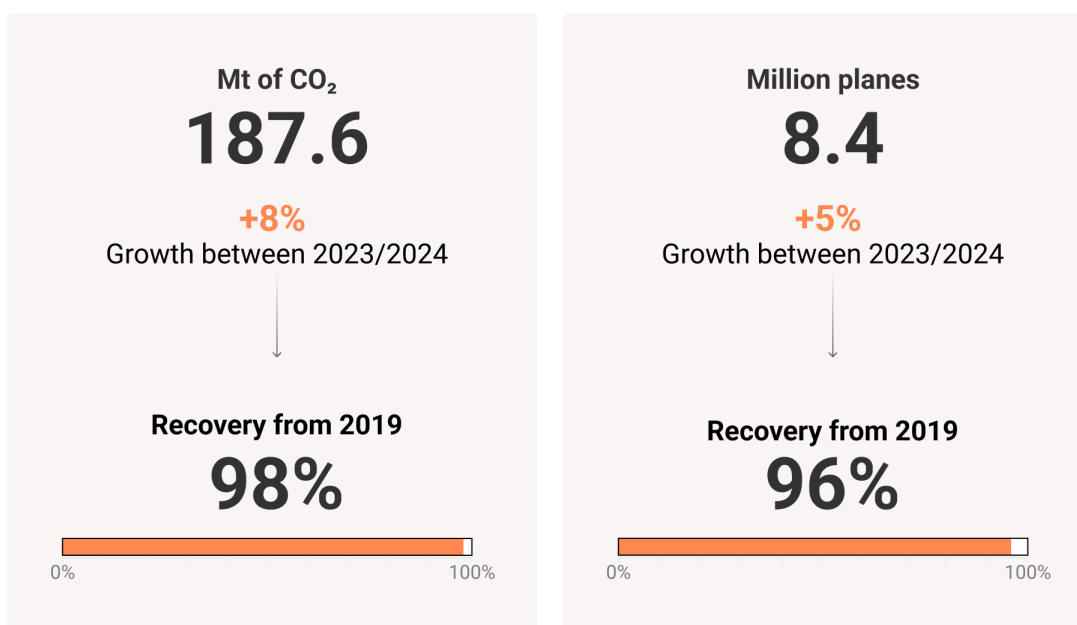 Mt of CO₂
187.6
+8%
Growth between 2023/2024
Recovery from 2019
98%
0%
100%
Million planes
8.4
+5%
Growth between 2023/2024
Recovery from 2019
96%
0%
100%